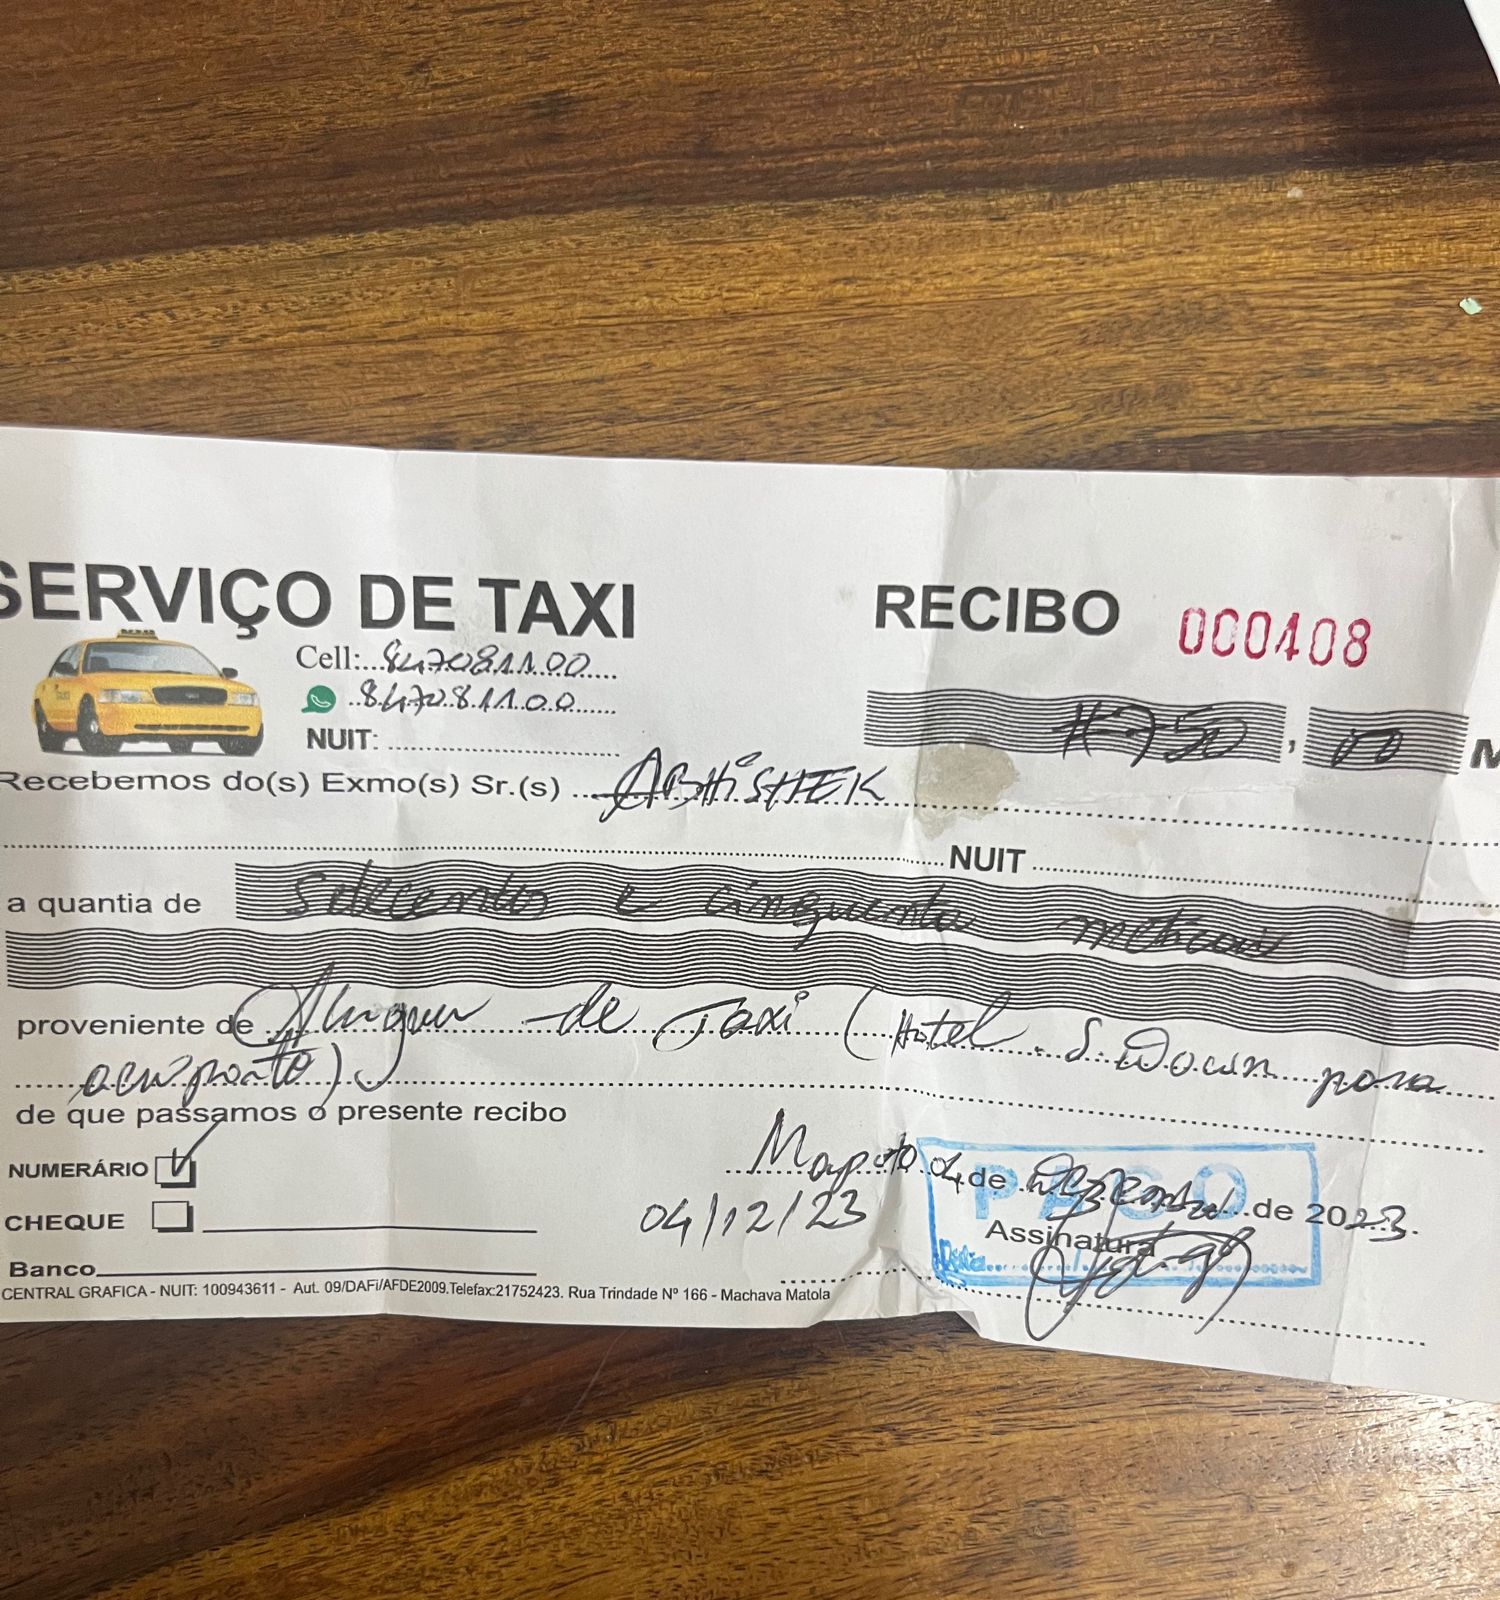 SERVIÇO DE TAXI
RECIBO 000408
Cell: 847081100
847081100
NUIT:
#750,00 M
Recebemos do(s) Exmo(s) Sr.(s) ABHiSHEK
NUIT
a quantia de setecentos e cinquenta meticais
proveniente de Aluguer de Taxi (Hotel S. Down para
aeroporto)
de que passamos o presente recibo
NUMERÁRIO
CHEQUE
Banco
Maputo 04 de Dezembro de 2023.
04/12/23
PAGO
Assinatura
Data
CENTRAL GRAFICA - NUIT: 100943611 - Aut. 09/DAFi/AFDE2009.Telefax:21752423. Rua Trindade Nº 166 - Machava Matola